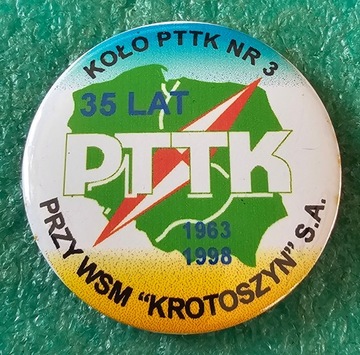 KOŁO PTTK NR 3
35 LAT
PTTK
1963
1998
PRZY WSM "KROTOSZYN" S.A.